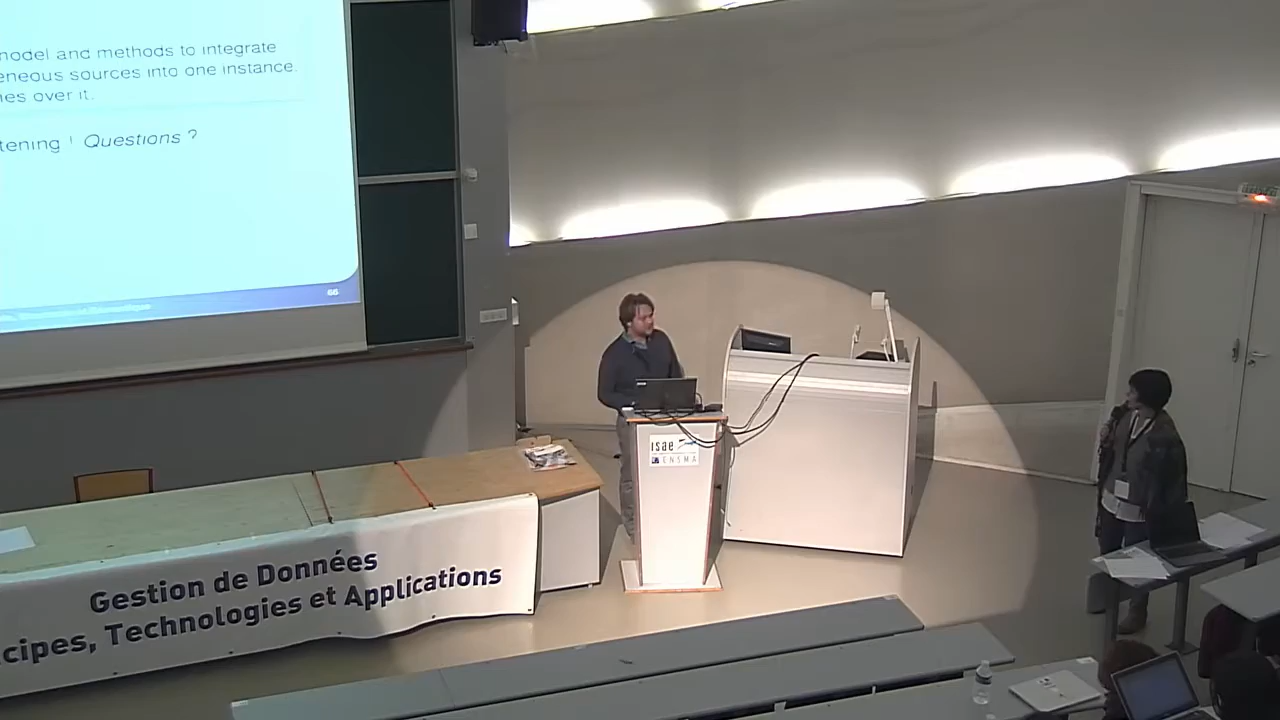 model and methods to integrate
eneous sources into one instance.
ies over it.
tening ! Questions ?
66
isae
ENSMA
Gestion de Données
cipes, Technologies et Applications